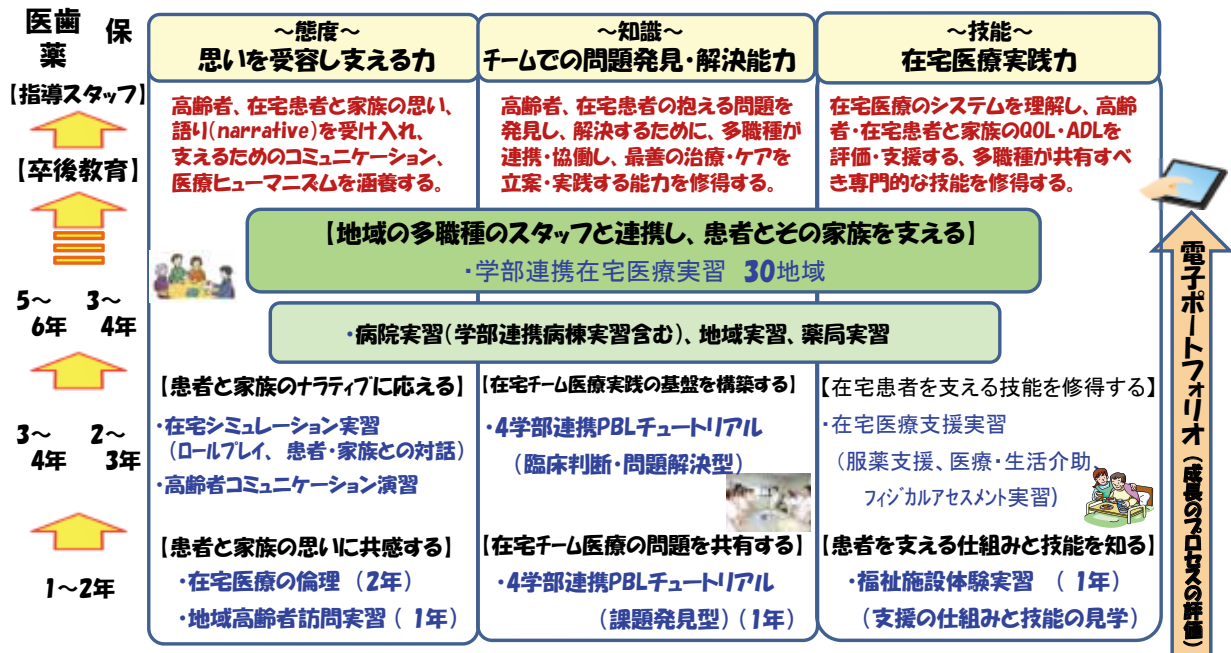 医歯
薬
保
【指導スタッフ】
【卒後教育】
5～
6年
3～
4年
3～
4年
2～
3年
1～2年
～態度～
思いを受容し支える力
高齢者、在宅患者と家族の思い、
語り(narrative)を受け入れ、
支えるためのコミュニケーション、
医療ヒューマニズムを涵養する。
～知識～
チームでの問題発見・解決能力
高齢者、在宅患者の抱える問題を
発見し、解決するために、多職種が
連携・協働し、最善の治療・ケアを
立案・実践する能力を修得する。
～技能～
在宅医療実践力
在宅医療のシステムを理解し、高齢
者・在宅患者と家族のQOL・ADLを
評価・支援する、多職種が共有すべ
き専門的な技能を修得する。
【地域の多職種のスタッフと連携し、患者とその家族を支える】
・学部連携在宅医療実習 30地域
・病院実習(学部連携病棟実習含む)、地域実習、薬局実習
【患者と家族のナラティブに応える】
・在宅シミュレーション実習
(ロールプレイ、患者・家族との対話)
・高齢者コミュニケーション演習
【在宅チーム医療実践の基盤を構築する】
・4学部連携PBLチュートリアル
(臨床判断・問題解決型)
【在宅患者を支える技能を修得する】
・在宅医療支援実習
(服薬支援、医療・生活介助、
フィジカルアセスメント実習)
【患者と家族の思いに共感する】
・在宅医療の倫理 (2年)
・地域高齢者訪問実習 ( 1年)
【在宅チーム医療の問題を共有する】
・4学部連携PBLチュートリアル
(課題発見型) (1年)
【患者を支える仕組みと技能を知る】
・福祉施設体験実習 ( 1年)
(支援の仕組みと技能の見学)
電子ポートフォリオ(成長のプロセスの評価)